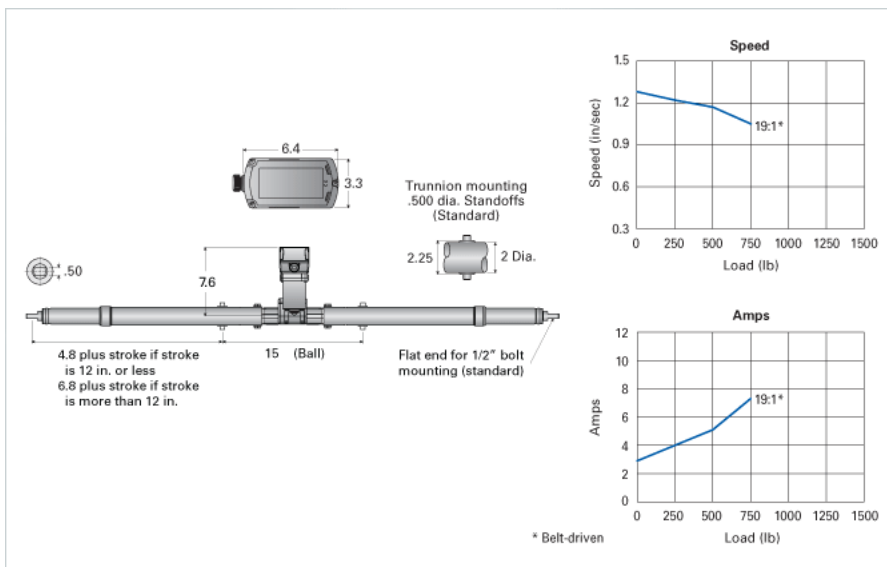 6.4
3.3
Trunnion mounting
.500 dia. Standoffs
(Standard)
2.25
2 Dia.
.50
7.6
4.8 plus stroke if stroke
is 12 in. or less
6.8 plus stroke if stroke
is more than 12 in.
15 (Ball)
Flat end for 1/2" bolt
mounting (standard)
Speed
Speed (in/sec)
1.5
1.2
0.9
0.6
0.3
19:1*
0 250 500 750 1000 1250 1500
Load (lb)
Amps
Amps
12
10
8
6
4
2
0
19:1*
0 250 500 750 1000 1250 1500
Load (lb)
* Belt-driven